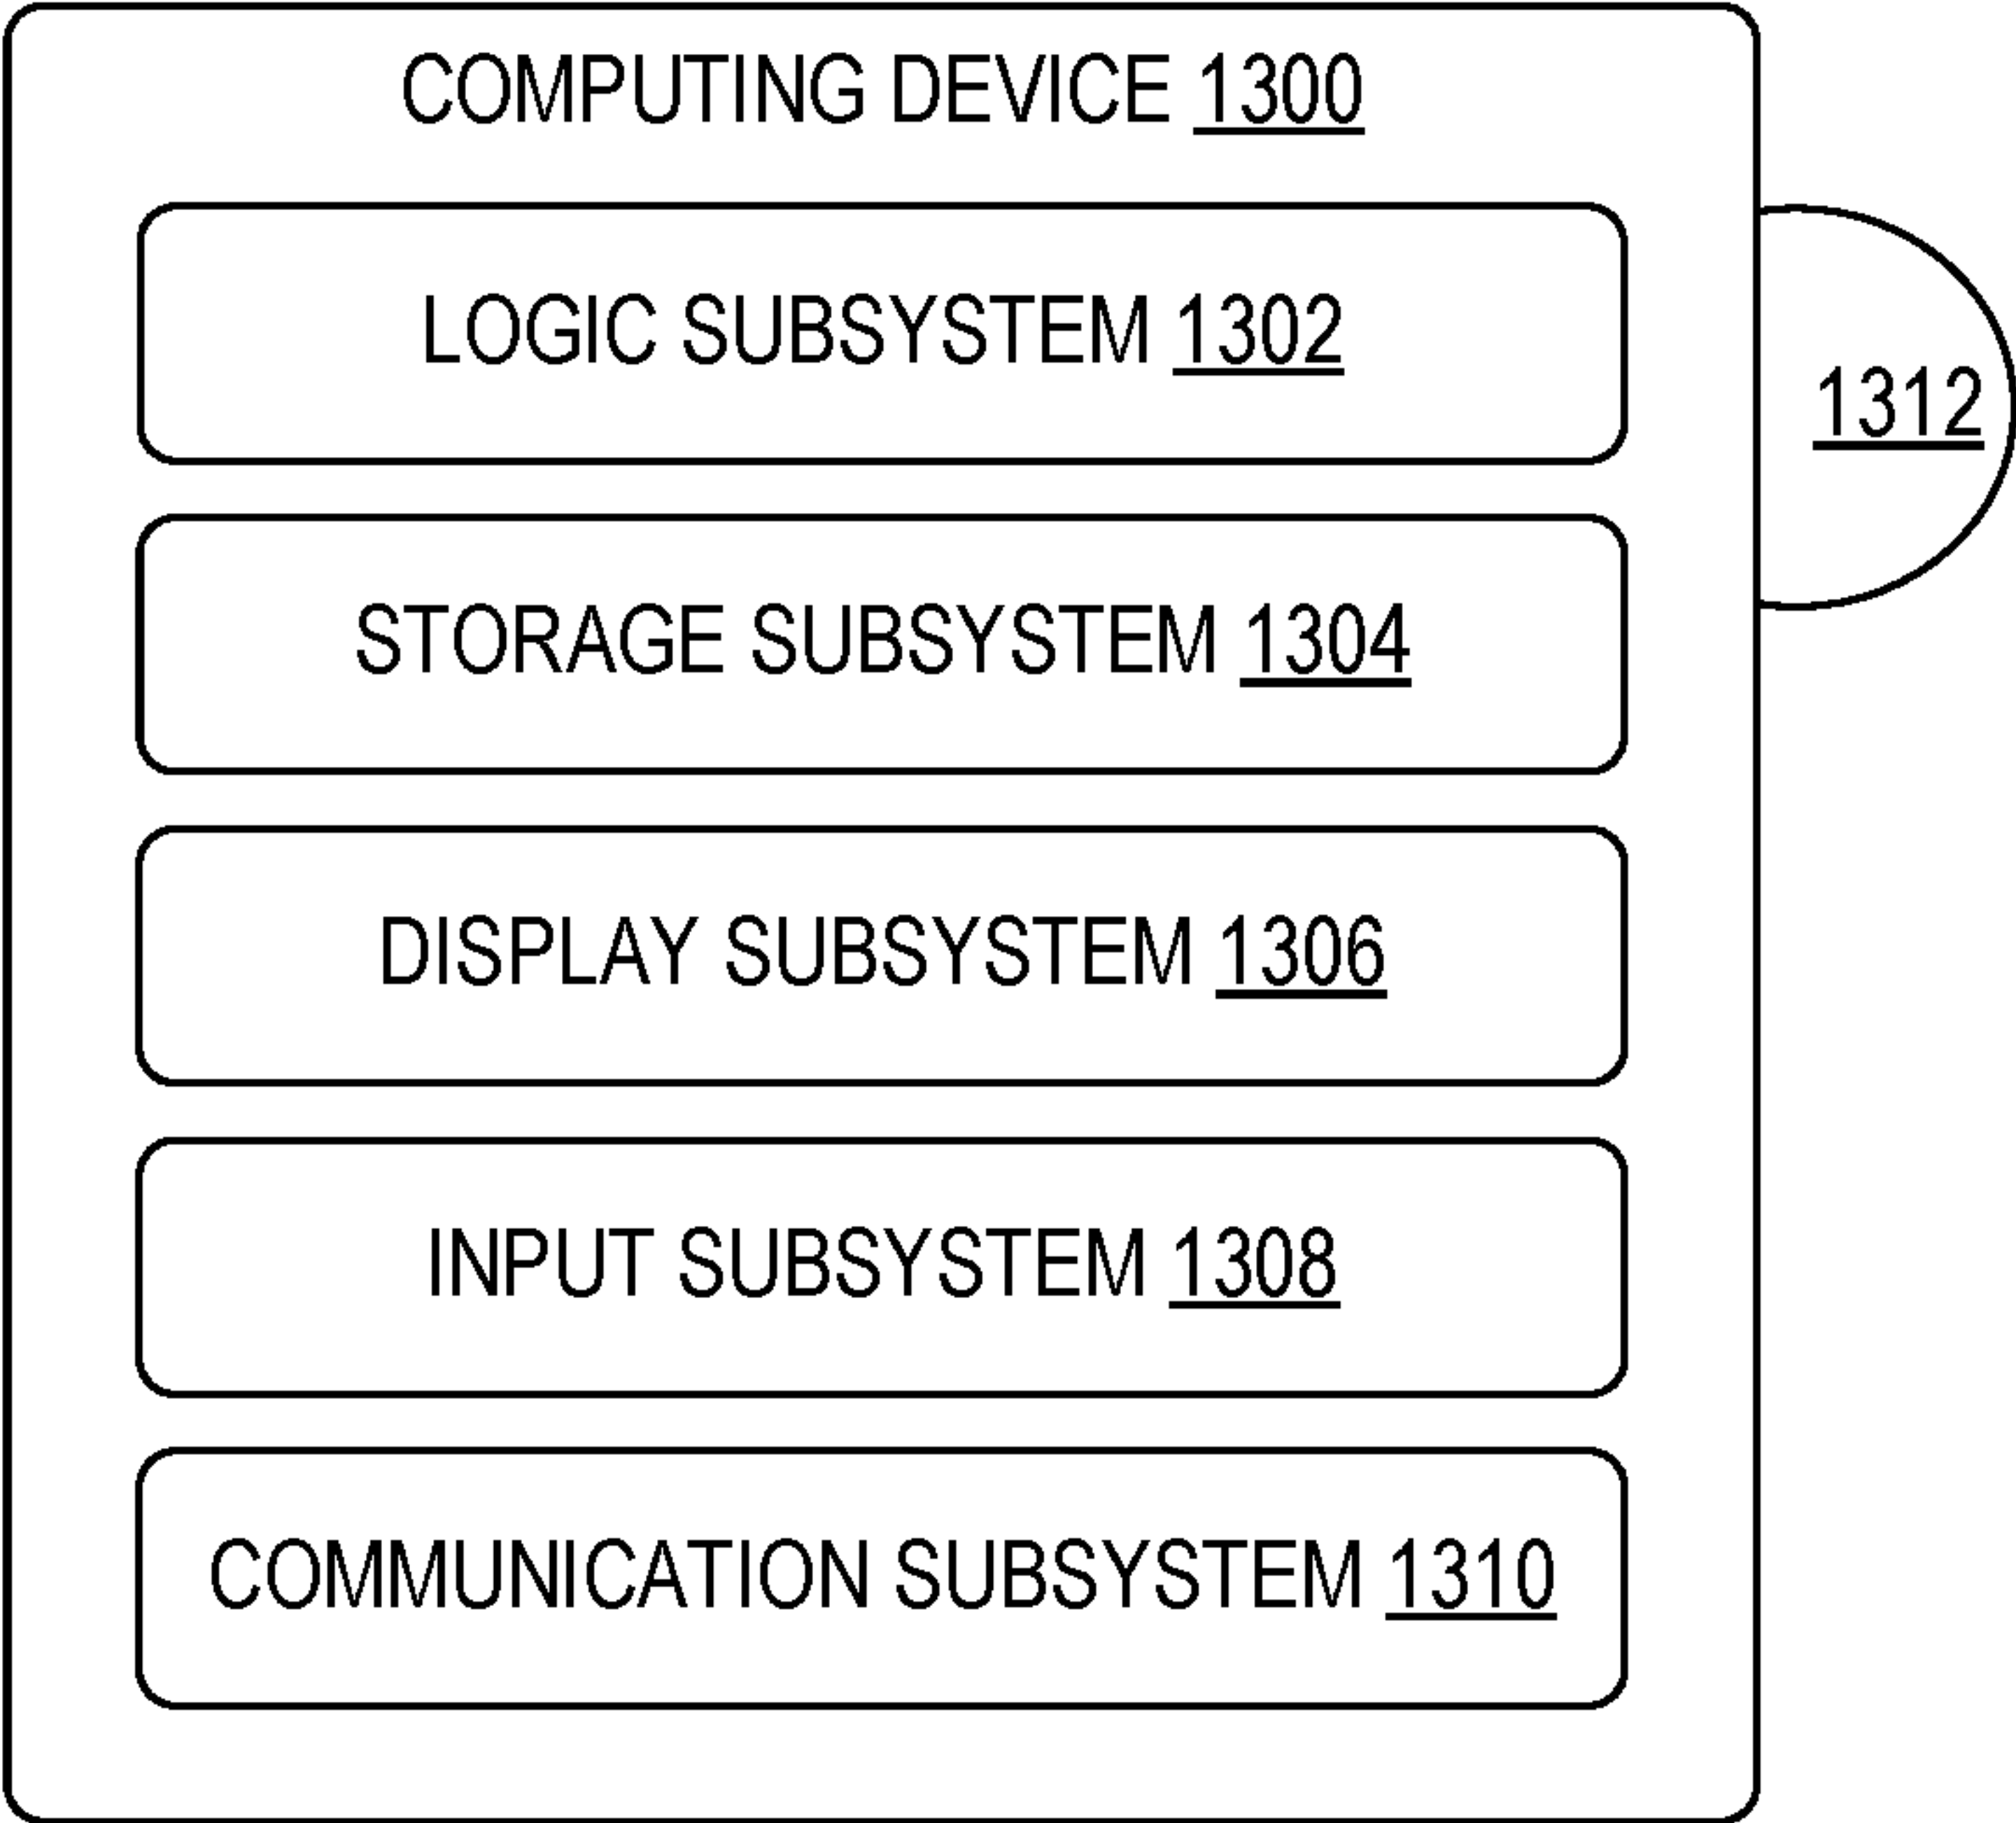 COMPUTING DEVICE 1300
LOGIC SUBSYSTEM 1302
1312
STORAGE SUBSYSTEM 1304
DISPLAY SUBSYSTEM 1306
INPUT SUBSYSTEM 1308
COMMUNICATION SUBSYSTEM 1310